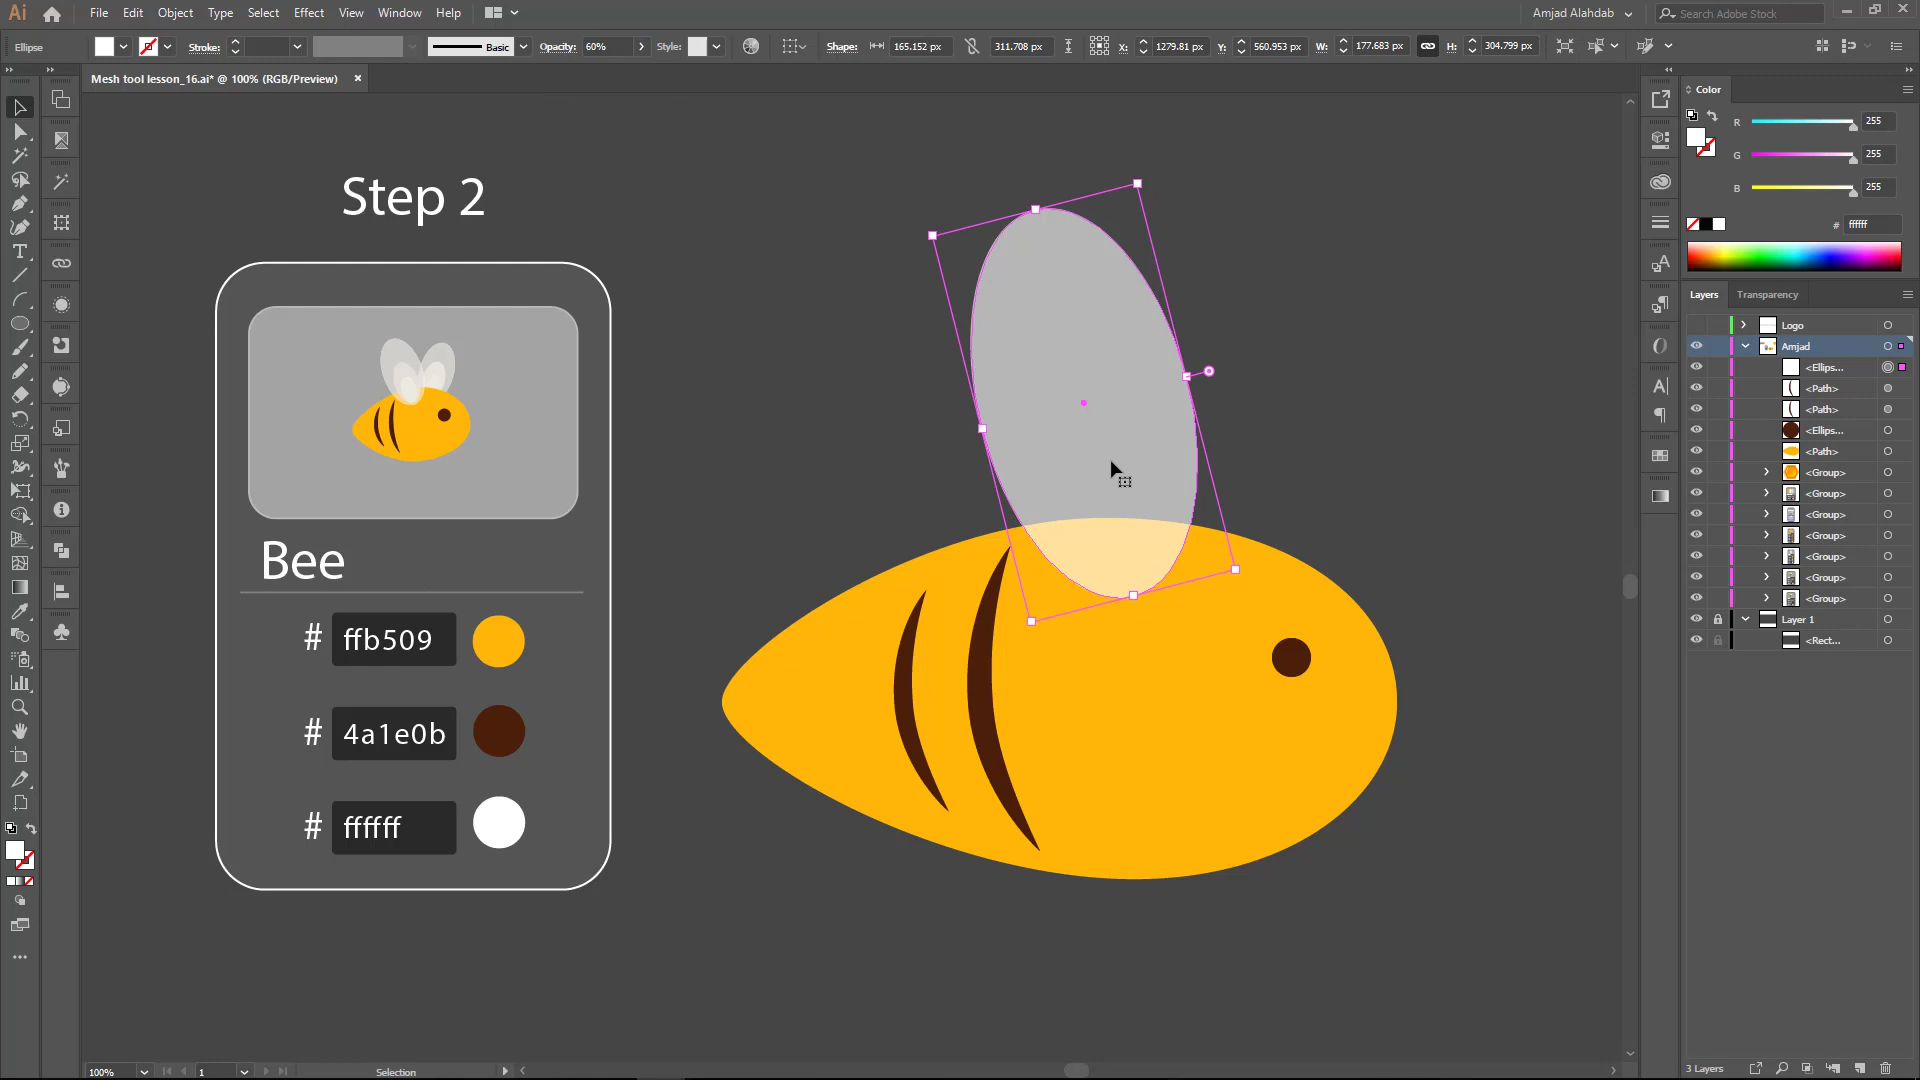 Ai File Edit Object Type Select Effect View Window Help Amjad Alahdab Search Adobe Stock
Ellipse Stroke: Basic Opacity: 60% Style: Shape: 165.152 px 311.708 px X: 1279.81 px Y: 560.953 px W: 177.683 px H: 304.799 px
Mesh tool lesson_16.ai* @ 100% (RGB/Preview) ×
Step 2
Bee
# ffb509
# 4a1e0b
# ffffff
Color
R 255
G 255
B 255
# ffffff
Layers Transparency
Logo
Amjad
<Ellips...
<Path>
<Path>
<Ellips...
<Path>
<Group>
<Group>
<Group>
<Group>
<Group>
<Group>
<Group>
Layer 1
<Rect...
3 Layers
100% 1 Selection